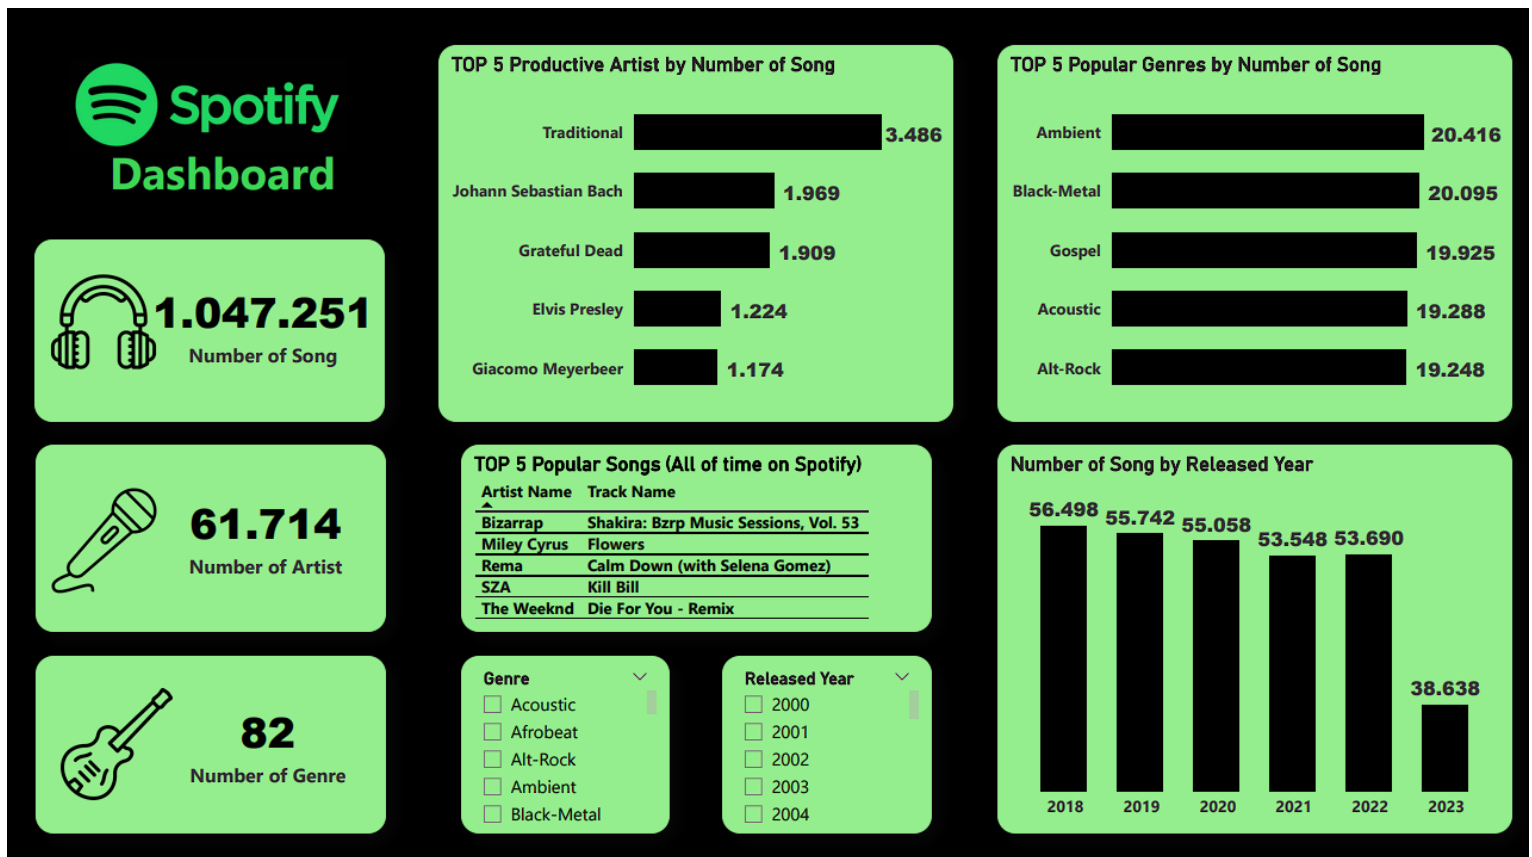 Spotify
Dashboard
1.047.251
Number of Song
61.714
Number of Artist
82
Number of Genre
TOP 5 Productive Artist by Number of Song
Traditional 3.486
Johann Sebastian Bach 1.969
Grateful Dead 1.909
Elvis Presley 1.224
Giacomo Meyerbeer 1.174
TOP 5 Popular Genres by Number of Song
Ambient 20.416
Black-Metal 20.095
Gospel 19.925
Acoustic 19.288
Alt-Rock 19.248
TOP 5 Popular Songs (All of time on Spotify)
Artist Name Track Name
Bizarrap Shakira: Bzrp Music Sessions, Vol. 53
Miley Cyrus Flowers
Rema Calm Down (with Selena Gomez)
SZA Kill Bill
The Weeknd Die For You - Remix
Genre
Acoustic
Afrobeat
Alt-Rock
Ambient
Black-Metal
Released Year
2000
2001
2002
2003
2004
Number of Song by Released Year
56.498 55.742 55.058 53.548 53.690 38.638
2018 2019 2020 2021 2022 2023